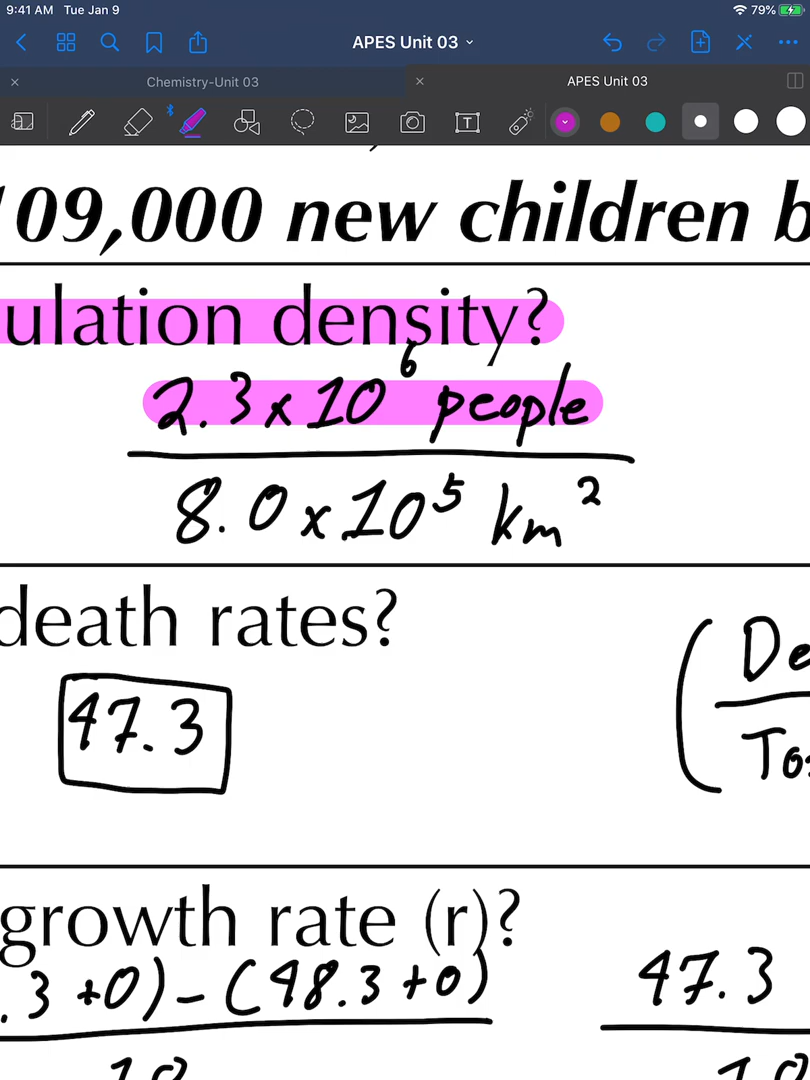 9:41 AM Tue Jan 9 79%
APES Unit 03
Chemistry-Unit 03 APES Unit 03
T
109,000 new children b
ulation density?
2.3 x 10⁶ people
8.0 x 10⁵ km²
death rates?
47.3
De
To
growth rate (r)?
.3 +0) - (48.3 +0) 47.3
10 10